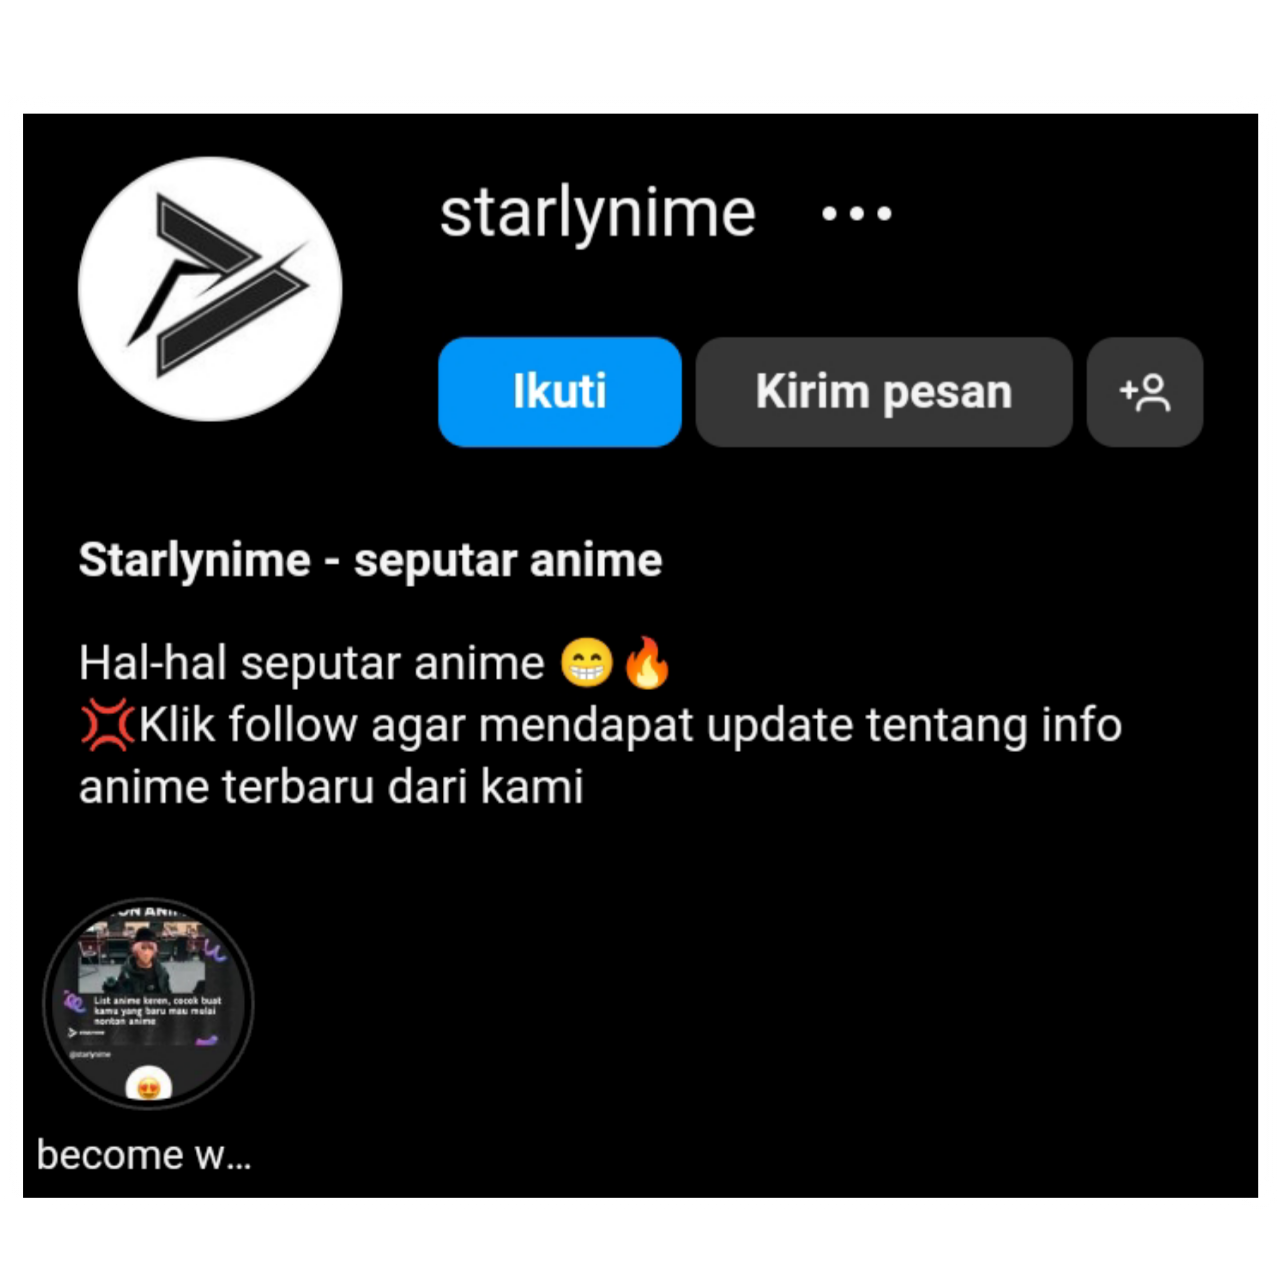 starlynime
Ikuti
Kirim pesan
Starlynime - seputar anime
Hal-hal seputar anime 😁🔥
💢Klik follow agar mendapat update tentang info
anime terbaru dari kami
List anime keren, cocok buat
kamu yang baru mau mulai
nonton anime
@starlynime
become w...